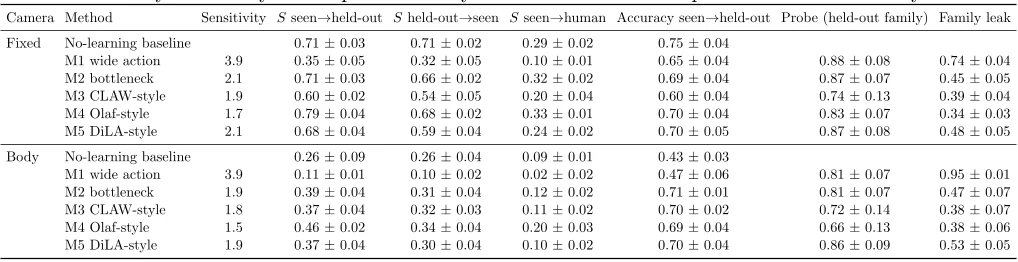 Camera Method Sensitivity S seen→held-out S held-out→seen S seen→human Accuracy seen→held-out Probe (held-out family) Family leak
Fixed No-learning baseline 0.71 ± 0.03 0.71 ± 0.02 0.29 ± 0.02 0.75 ± 0.04
M1 wide action 3.9 0.35 ± 0.05 0.32 ± 0.05 0.10 ± 0.01 0.65 ± 0.04 0.88 ± 0.08 0.74 ± 0.04
M2 bottleneck 2.1 0.71 ± 0.03 0.66 ± 0.02 0.32 ± 0.02 0.69 ± 0.04 0.87 ± 0.07 0.45 ± 0.05
M3 CLAW-style 1.9 0.60 ± 0.02 0.54 ± 0.05 0.20 ± 0.04 0.60 ± 0.04 0.74 ± 0.13 0.39 ± 0.04
M4 Olaf-style 1.7 0.79 ± 0.04 0.68 ± 0.02 0.33 ± 0.01 0.70 ± 0.04 0.83 ± 0.07 0.34 ± 0.03
M5 DiLA-style 2.1 0.68 ± 0.04 0.59 ± 0.04 0.24 ± 0.02 0.70 ± 0.05 0.87 ± 0.08 0.48 ± 0.05
Body No-learning baseline 0.26 ± 0.09 0.26 ± 0.04 0.09 ± 0.01 0.43 ± 0.03
M1 wide action 3.9 0.11 ± 0.01 0.10 ± 0.02 0.02 ± 0.02 0.47 ± 0.06 0.81 ± 0.07 0.95 ± 0.01
M2 bottleneck 1.9 0.39 ± 0.04 0.31 ± 0.04 0.12 ± 0.02 0.71 ± 0.01 0.81 ± 0.07 0.47 ± 0.07
M3 CLAW-style 1.8 0.37 ± 0.04 0.32 ± 0.03 0.11 ± 0.02 0.70 ± 0.02 0.72 ± 0.14 0.38 ± 0.07
M4 Olaf-style 1.5 0.46 ± 0.02 0.34 ± 0.04 0.20 ± 0.03 0.69 ± 0.04 0.66 ± 0.13 0.38 ± 0.06
M5 DiLA-style 1.9 0.37 ± 0.04 0.30 ± 0.04 0.10 ± 0.02 0.70 ± 0.04 0.86 ± 0.09 0.53 ± 0.05